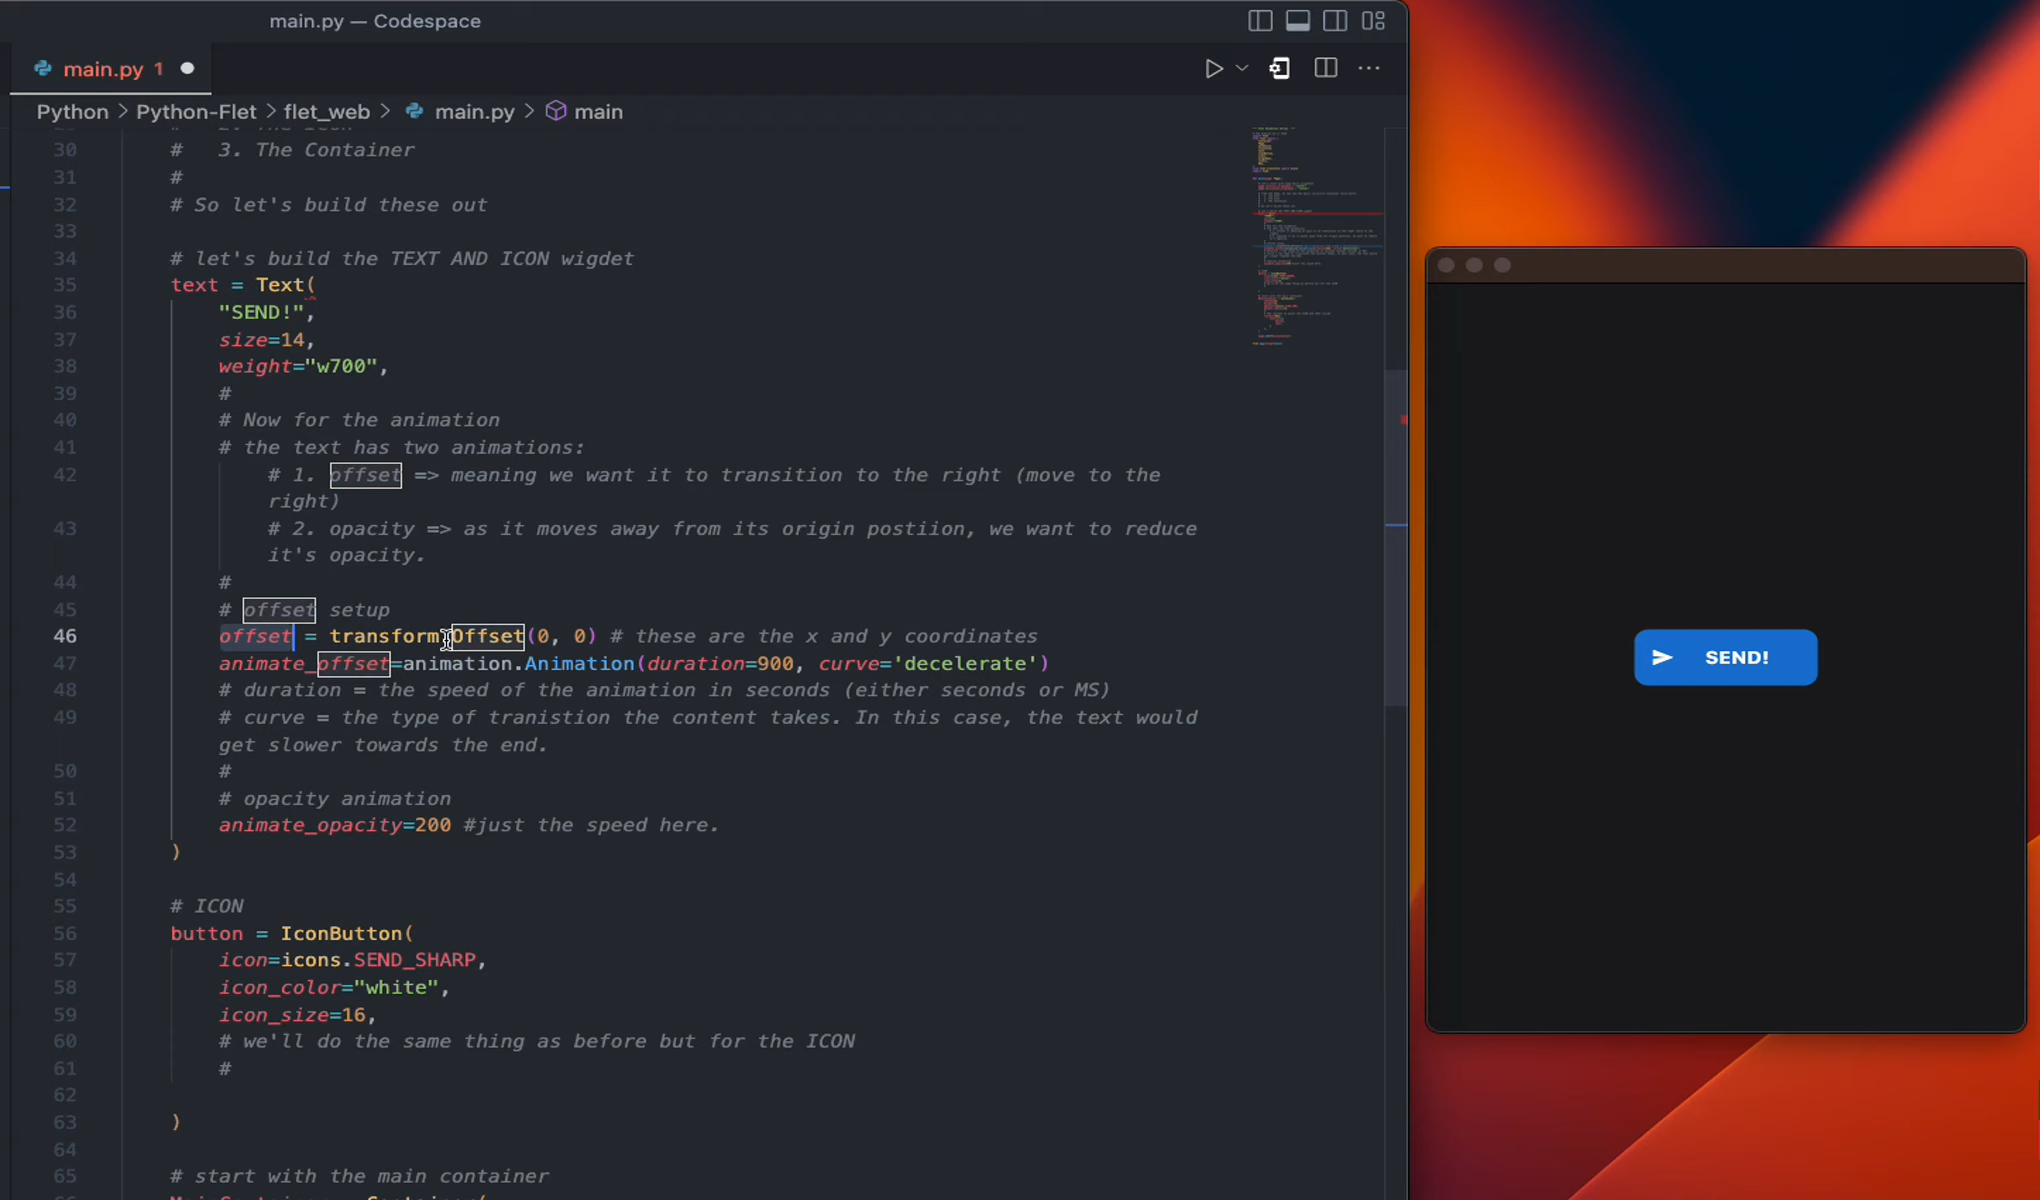 main.py — Codespace
main.py 1
Python > Python-Flet > flet_web > main.py > main
30 #   3. The Container
31 #
32 # So let's build these out
33
34 # let's build the TEXT AND ICON wigdet
35 text = Text(
36 "SEND!",
37 size=14,
38 weight="w700",
39 #
40 # Now for the animation
41 # the text has two animations:
42 # 1. offset => meaning we want it to transition to the right (move to the
right)
43 # 2. opacity => as it moves away from its origin postiion, we want to reduce
it's opacity.
44 #
45 # offset setup
46 offset = transform.Offset(0, 0) # these are the x and y coordinates
47 animate_offset=animation.Animation(duration=900, curve='decelerate')
48 # duration = the speed of the animation in seconds (either seconds or MS)
49 # curve = the type of tranistion the content takes. In this case, the text would
get slower towards the end.
50 #
51 # opacity animation
52 animate_opacity=200 #just the speed here.
53 )
54
55 # ICON
56 button = IconButton(
57 icon=icons.SEND_SHARP,
58 icon_color="white",
59 icon_size=16,
60 # we'll do the same thing as before but for the ICON
61 #
62
63 )
64
65 # start with the main container
SEND!